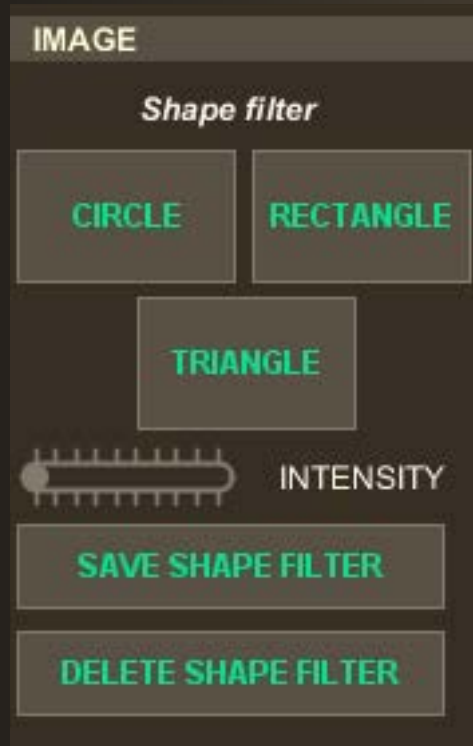 IMAGE
Shape filter
CIRCLE
RECTANGLE
TRIANGLE
INTENSITY
SAVE SHAPE FILTER
DELETE SHAPE FILTER